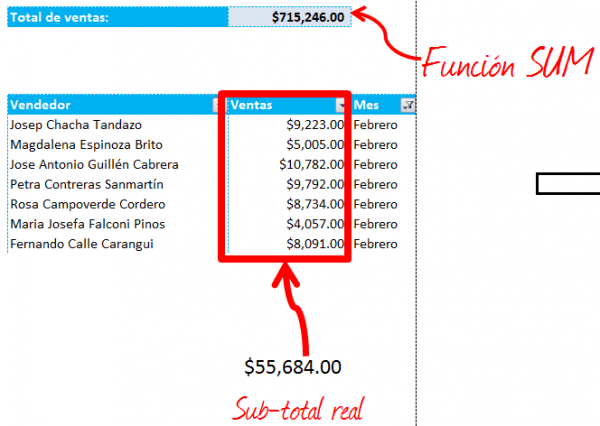 Total de ventas: $715,246.00
Función SUM
Vendedor Ventas Mes
Josep Chacha Tandazo $9,223.00 Febrero
Magdalena Espinoza Brito $5,005.00 Febrero
Jose Antonio Guillén Cabrera $10,782.00 Febrero
Petra Contreras Sanmartín $9,792.00 Febrero
Rosa Campoverde Cordero $8,734.00 Febrero
Maria Josefa Falconi Pinos $4,057.00 Febrero
Fernando Calle Carangui $8,091.00 Febrero
$55,684.00
Sub-total real